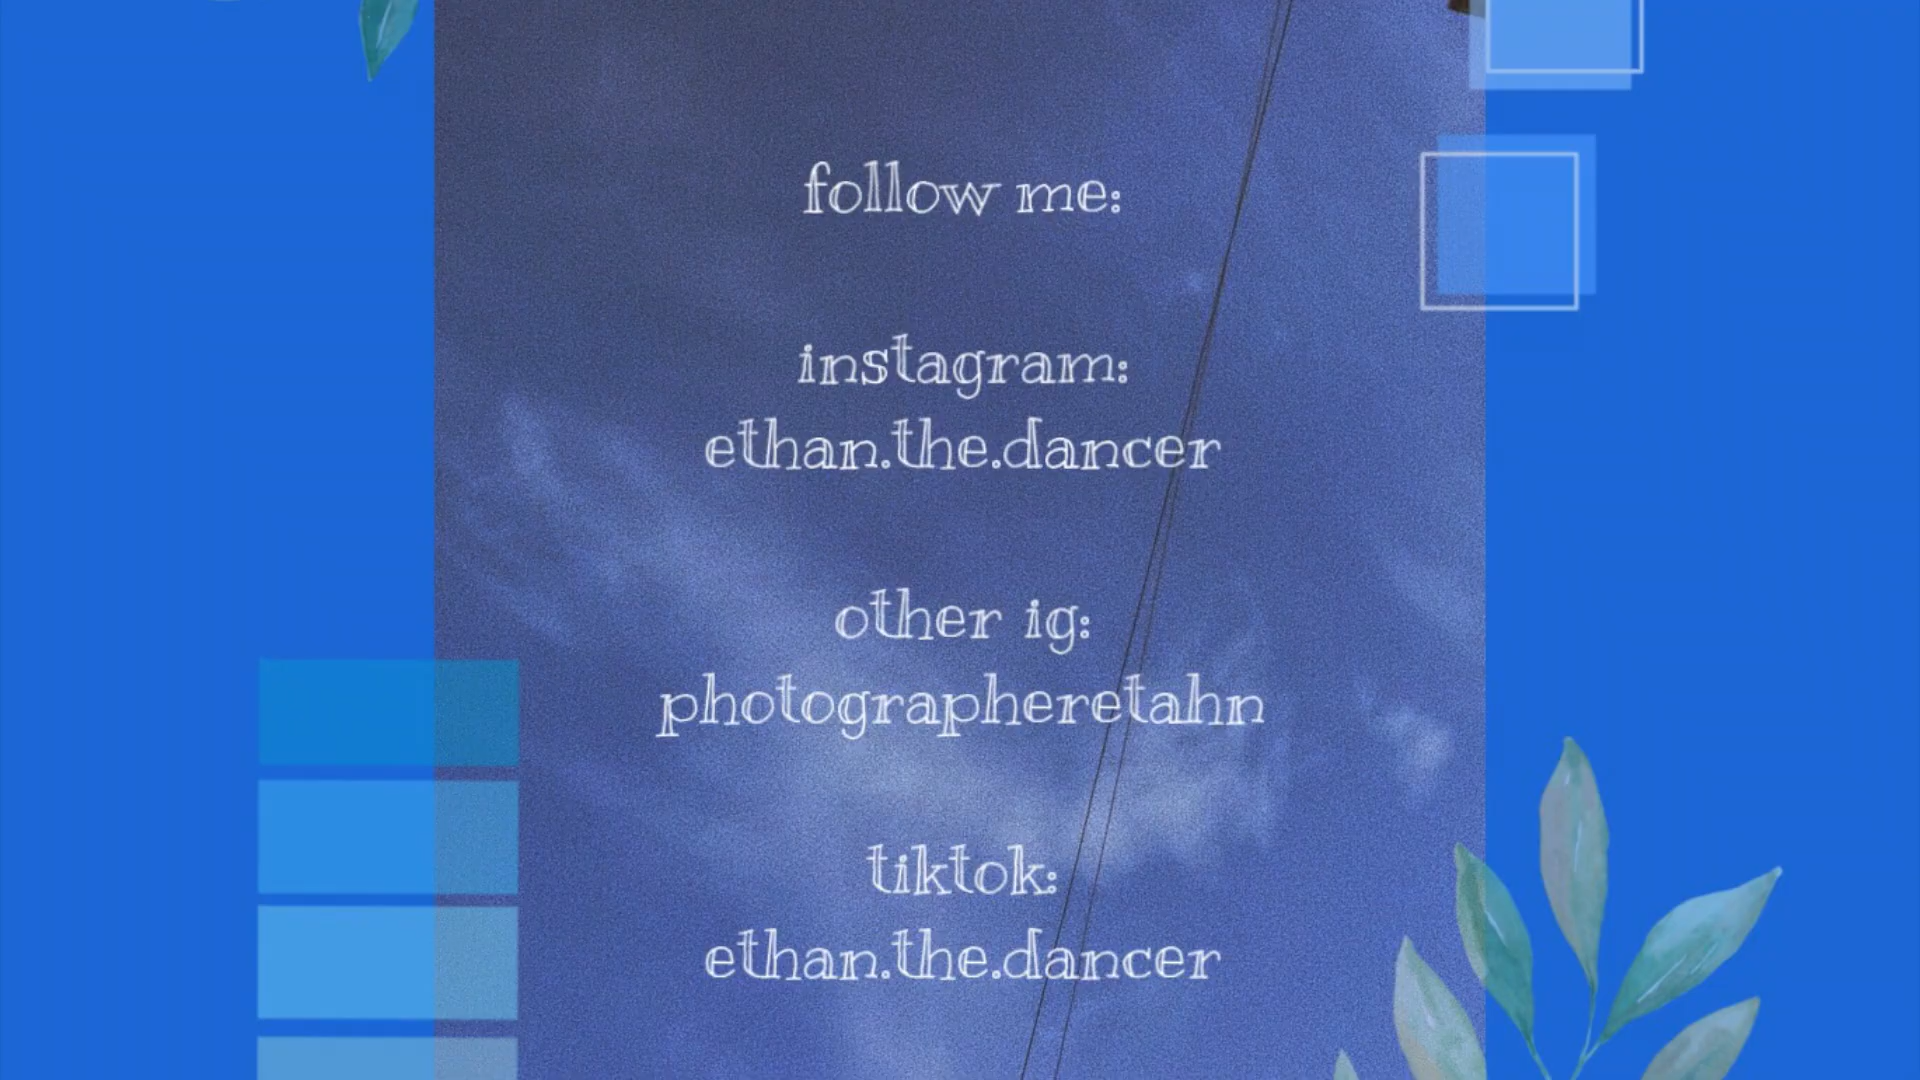 follow me:
instagram:
ethan.the.dancer
other ig:
photographeretahn
tiktok:
ethan.the.dancer